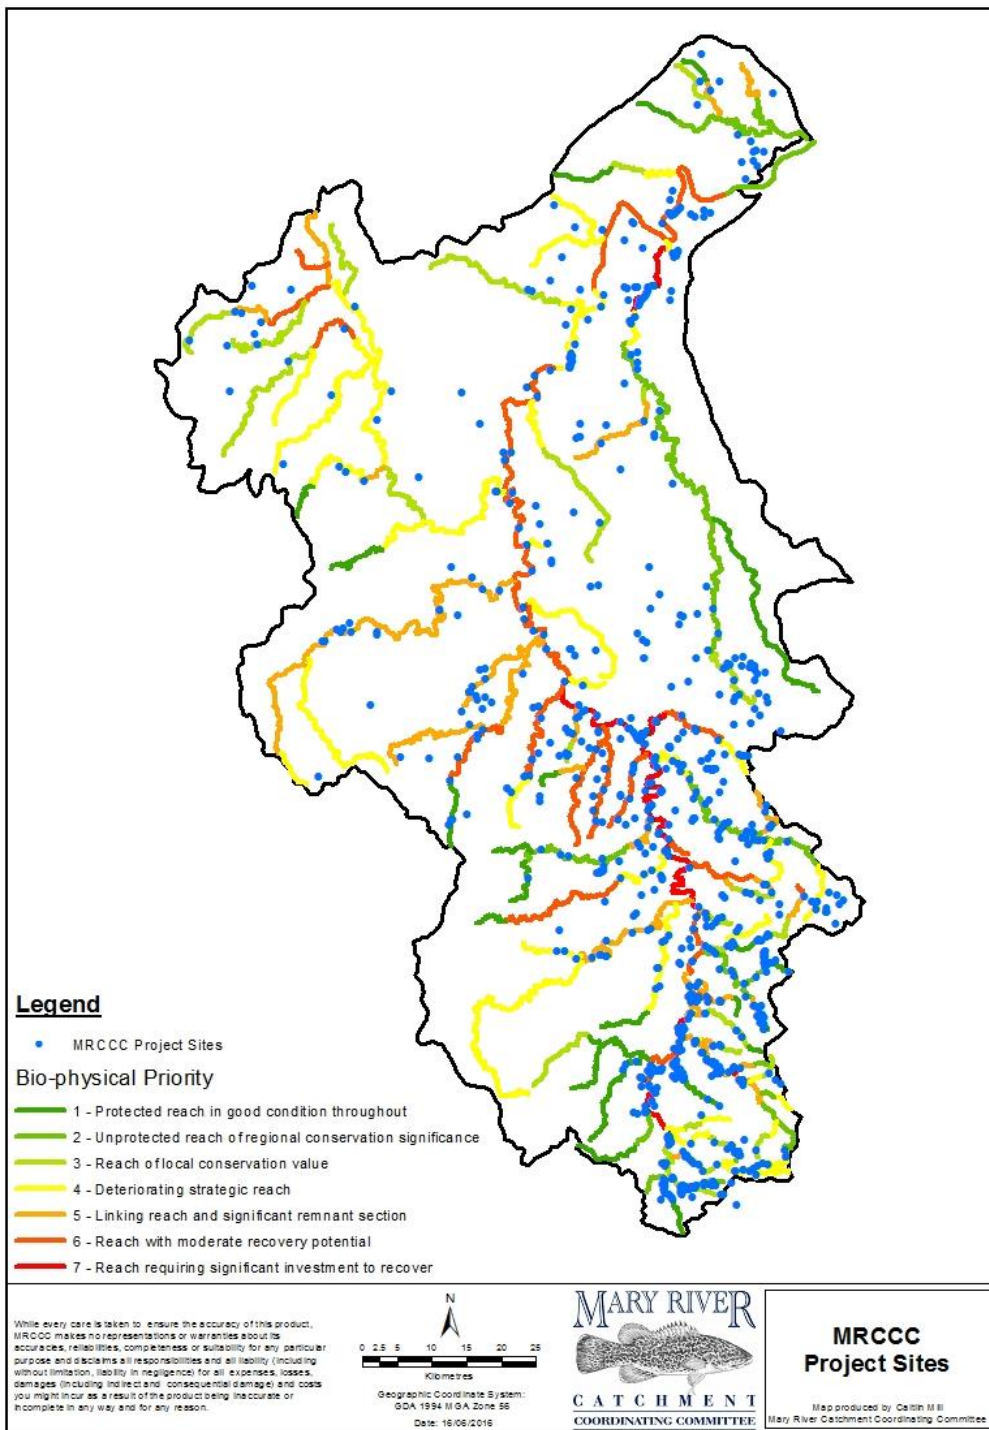 Legend
MRCCC Project Sites
Bio-physical Priority
1 - Protected reach in good condition throughout
2 - Unprotected reach of regional conservation significance
3 - Reach of local conservation value
4 - Deteriorating strategic reach
5 - Linking reach and significant remnant section
6 - Reach with moderate recovery potential
7 - Reach requiring significant investment to recover
While every care is taken to ensure the accuracy of this product,
MRCCC makes no representations or warranties about its
accuracies, reliabilities, completeness or suitability for any particular
purpose and disclaims all responsibilities and all liability (including
without limitation, liability in negligence) for all expenses, losses,
damages (including indirect and consequential damage) and costs
you might incur as a result of the product being inaccurate or
incomplete in any way and for any reason.
N
0 2.5 5 10 15 20 25
Kilometres
Geographic Coordinate System:
GDA 1994 MGA Zone 56
Date: 16/06/2016
MARY RIVER
CATCHMENT
COORDINATING COMMITTEE
MRCCC
Project Sites
Map produced by Caitlin Mill
Mary River Catchment Coordinating Committee